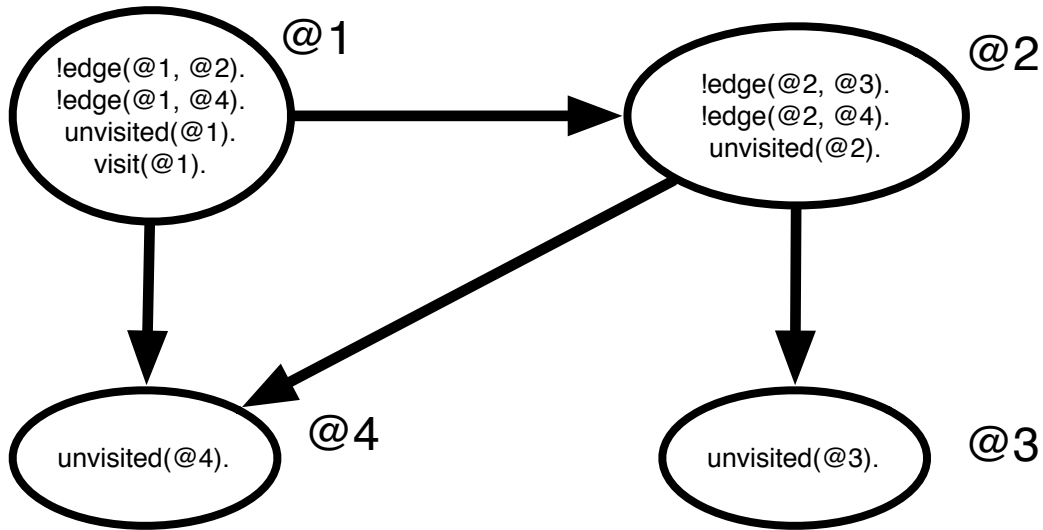 @1
!edge(@1, @2).
!edge(@1, @4).
unvisited(@1).
visit(@1).
@2
!edge(@2, @3).
!edge(@2, @4).
unvisited(@2).
@4
unvisited(@4).
@3
unvisited(@3).